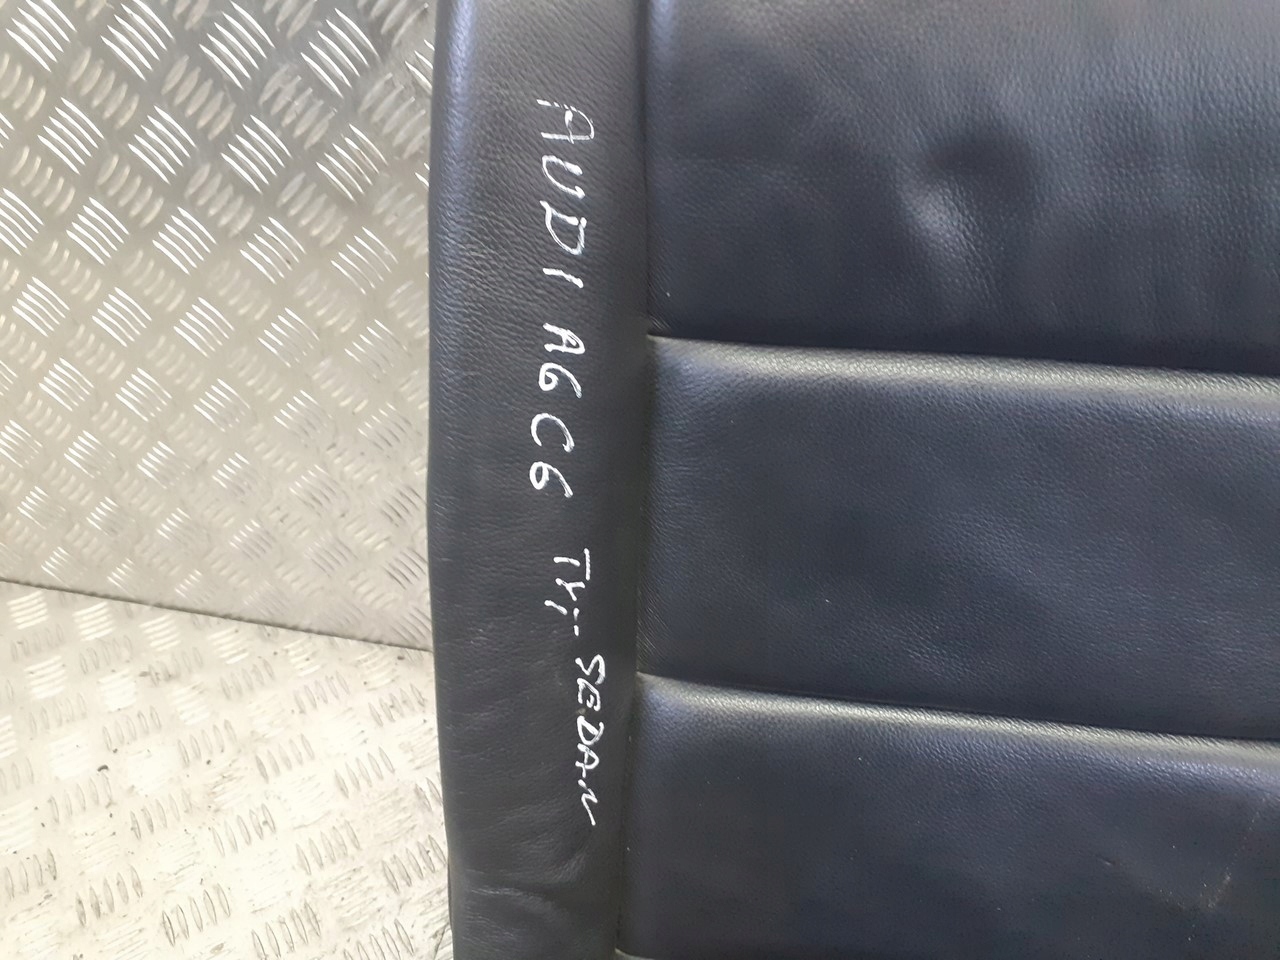 AUDI A6 C6 TYŁ - SEDAN